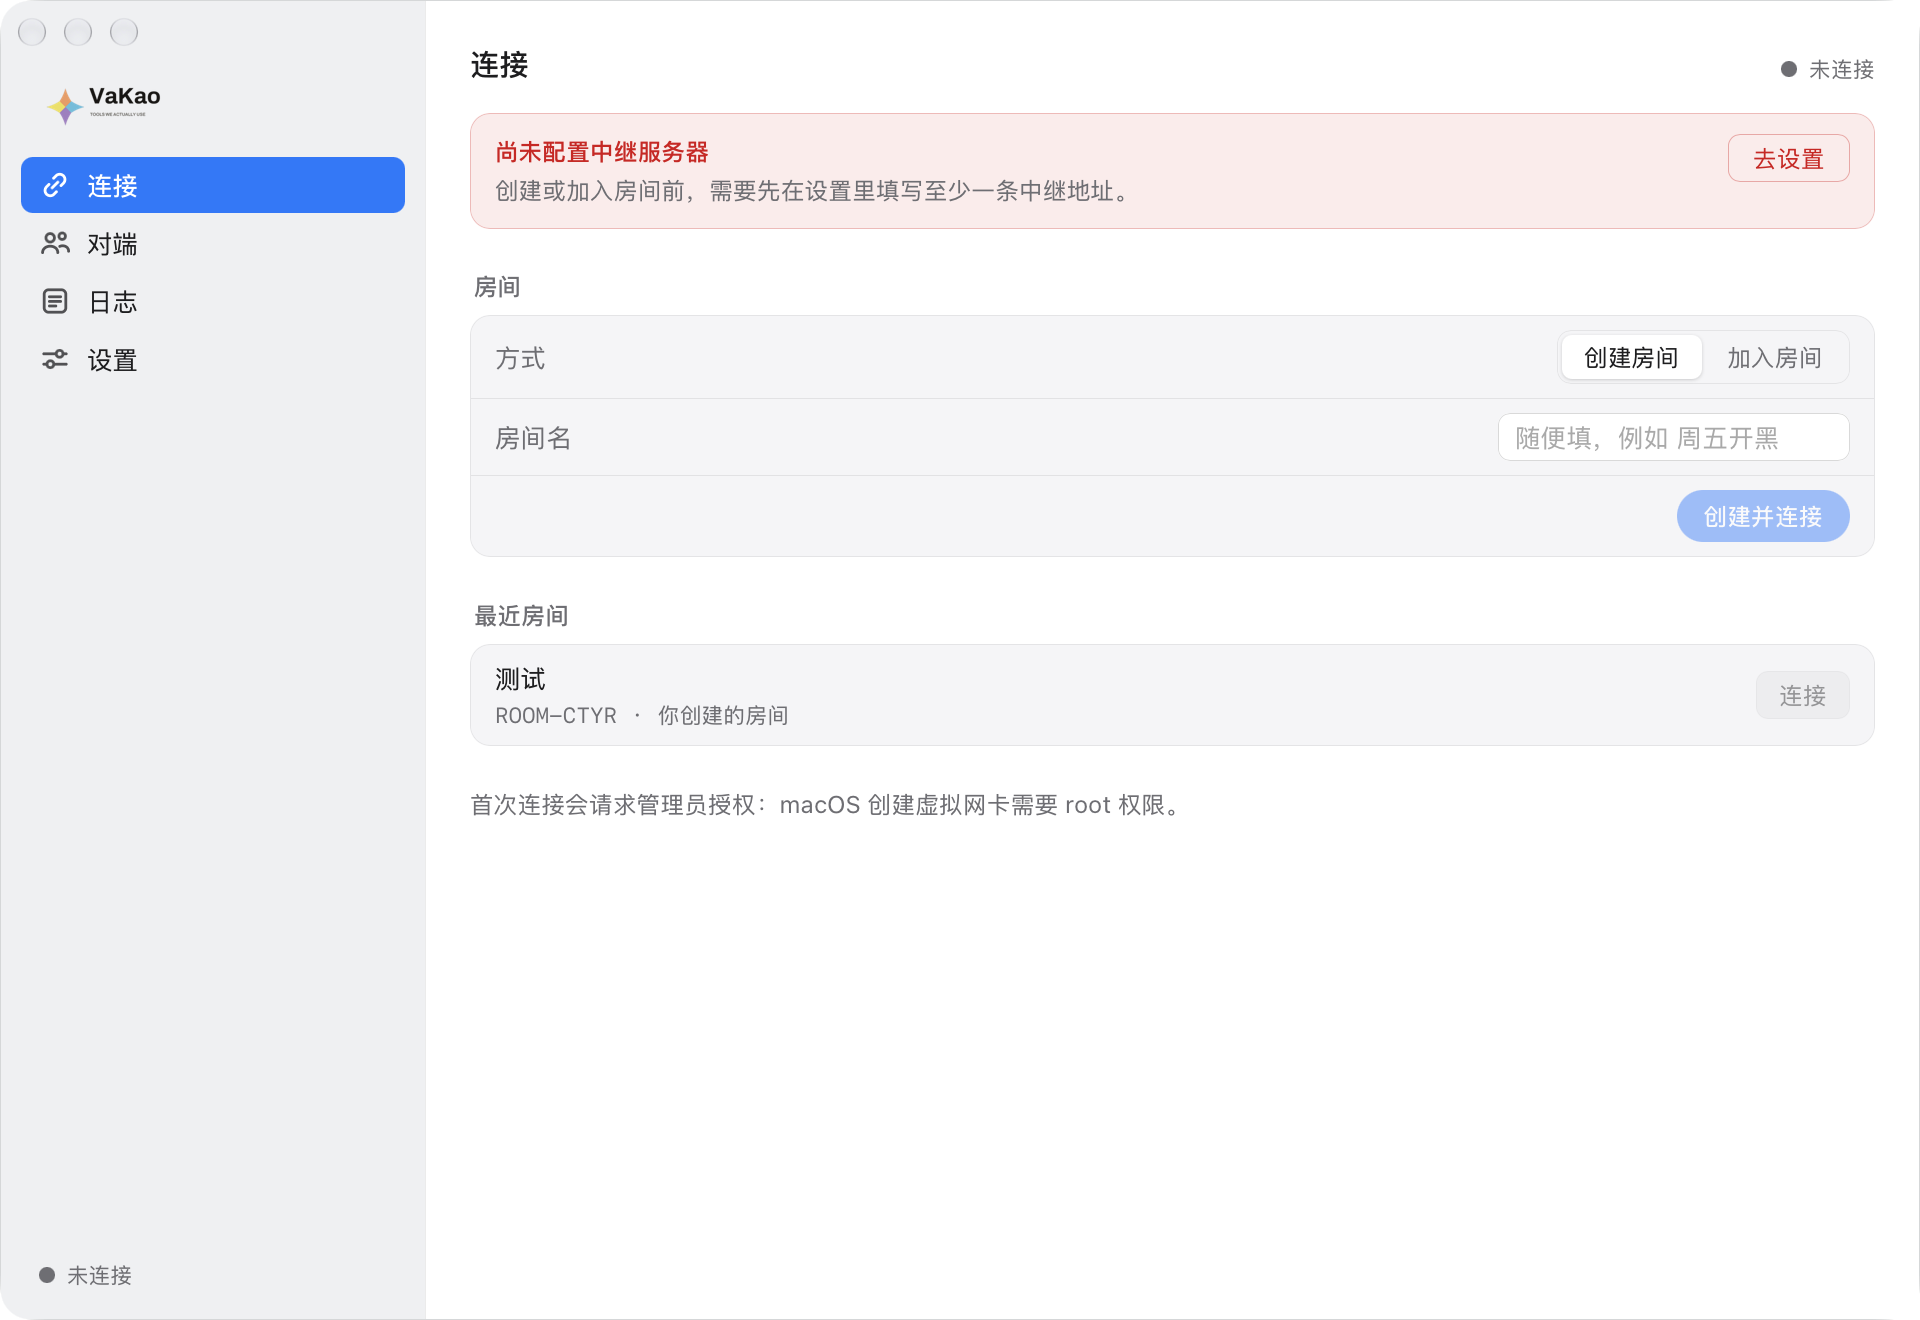 VaKao
TOOLS WE ACTUALLY USE
连接
对端
日志
设置
未连接
连接
未连接
尚未配置中继服务器
创建或加入房间前，需要先在设置里填写至少一条中继地址。
去设置
房间
方式
创建房间
加入房间
房间名
随便填，例如 周五开黑
创建并连接
最近房间
测试
ROOM-CTYR · 你创建的房间
连接
首次连接会请求管理员授权：macOS 创建虚拟网卡需要 root 权限。